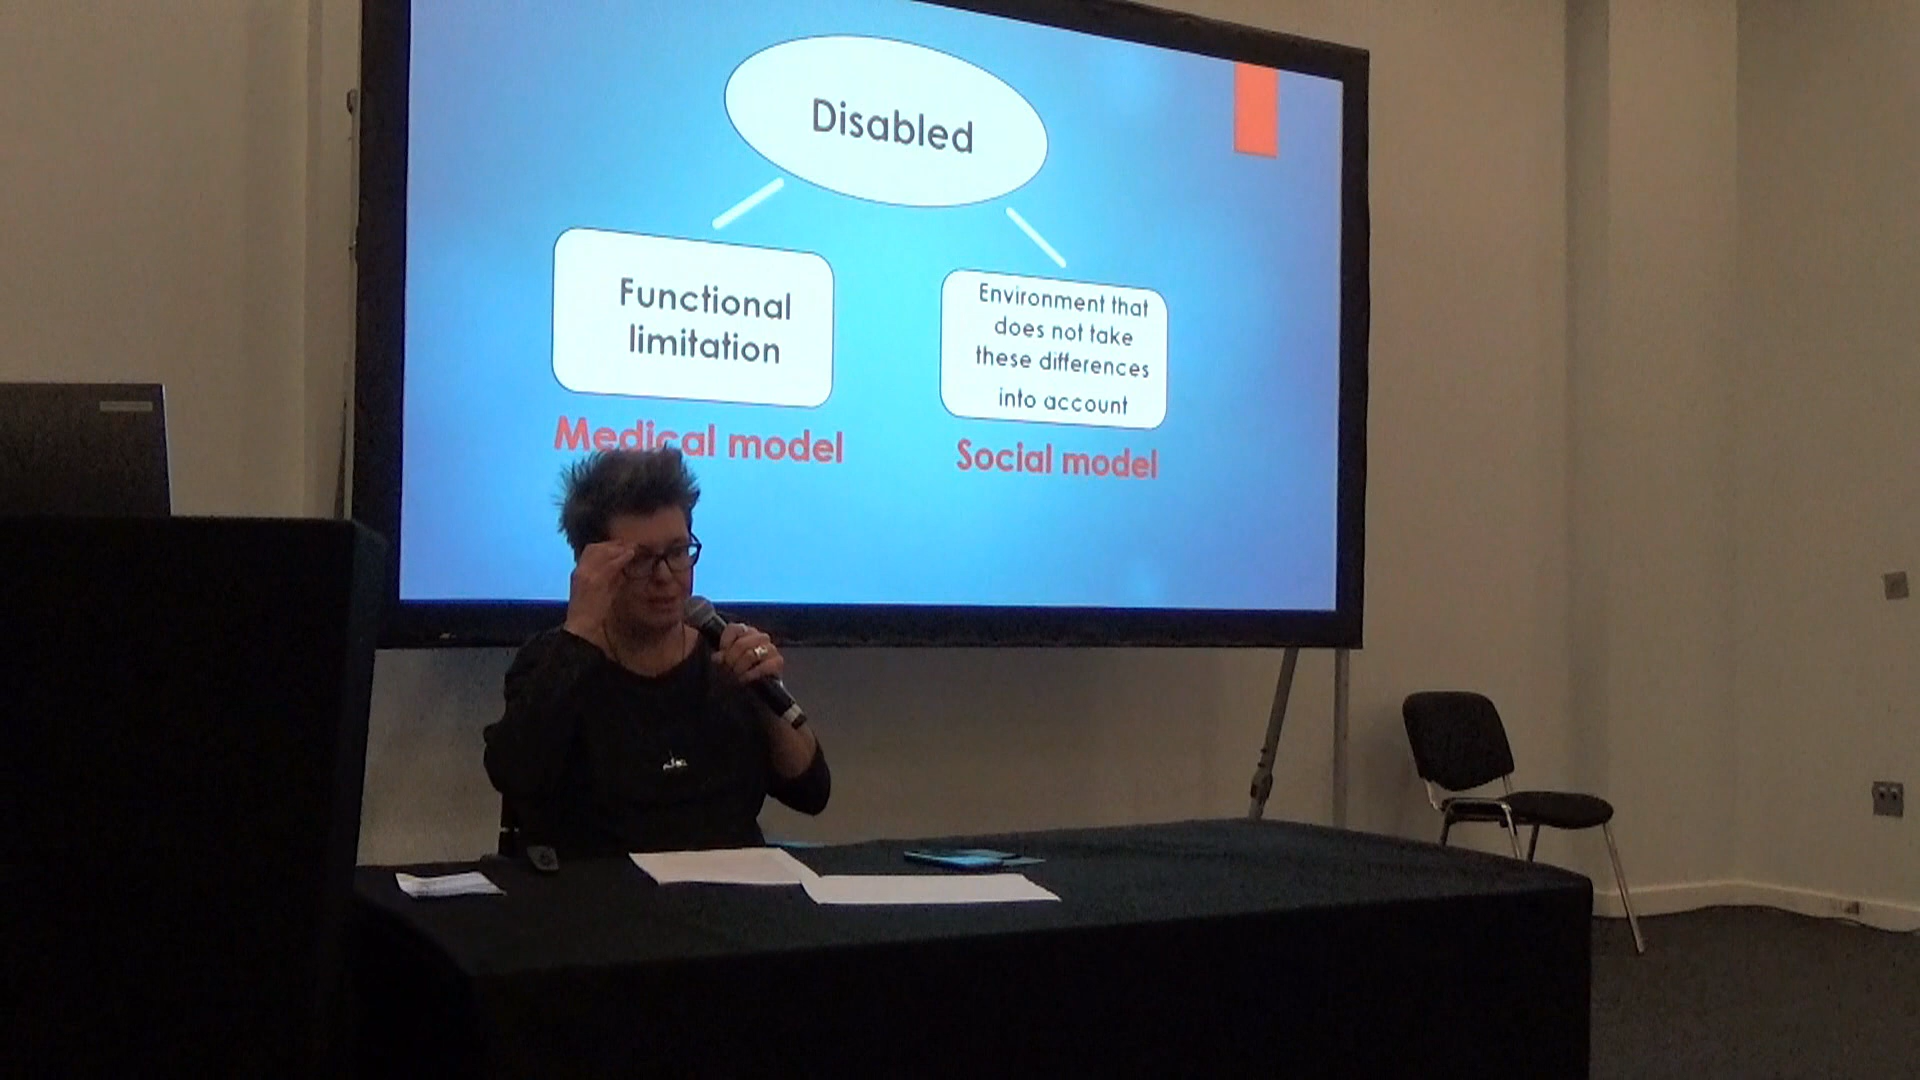 Disabled
Functional
limitation
Medical model
Environment that
does not take
these differences
into account
Social model